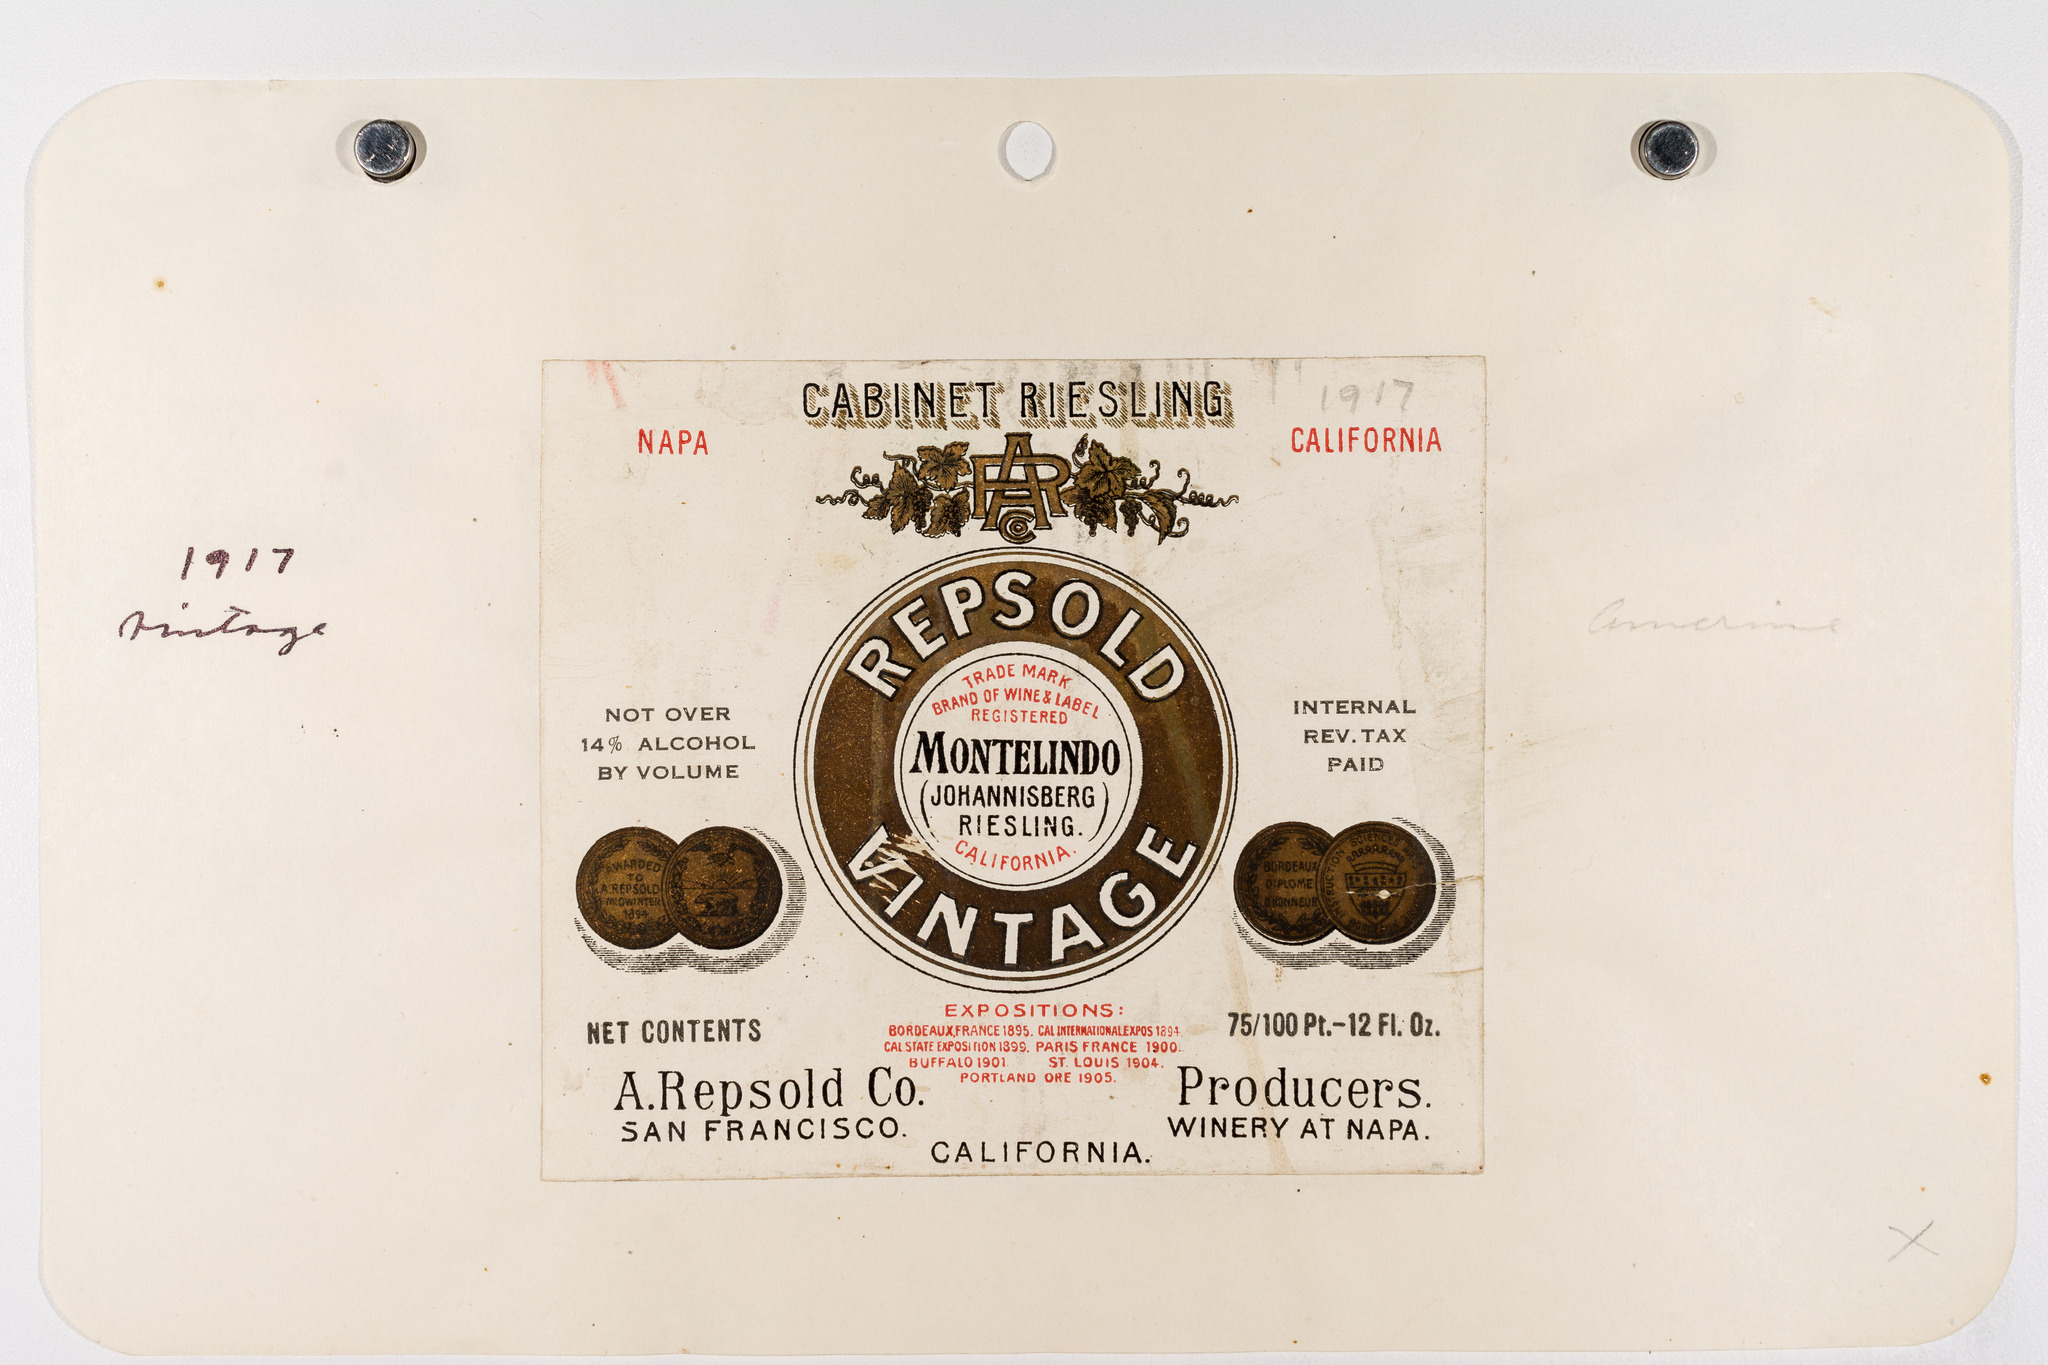 CABINET RIESLING
1917
NAPA
CALIFORNIA
ARCo
1917
vintage
REPSOLD
TRADE MARK
BRAND OF WINE & LABEL
REGISTERED
MONTELINDO
(JOHANNISBERG
RIESLING.)
CALIFORNIA.
VINTAGE
Amerine
NOT OVER
14% ALCOHOL
BY VOLUME
INTERNAL
REV. TAX
PAID
AWARDED
TO
A. REPSOLD
MIDWINTER
1894
BORDEAUX
DIPLOME
D'HONNEUR
EXPOSITIONS:
BORDEAUX, FRANCE 1895. CAL INTERNATIONAL EXPOS 1894
CAL STATE EXPOSITION 1899. PARIS FRANCE 1900.
BUFFALO 1901. ST. LOUIS 1904.
PORTLAND ORE 1905.
NET CONTENTS
75/100 Pt.-12 Fl. Oz.
A. Repsold Co.
Producers.
SAN FRANCISCO.
WINERY AT NAPA.
CALIFORNIA.
X